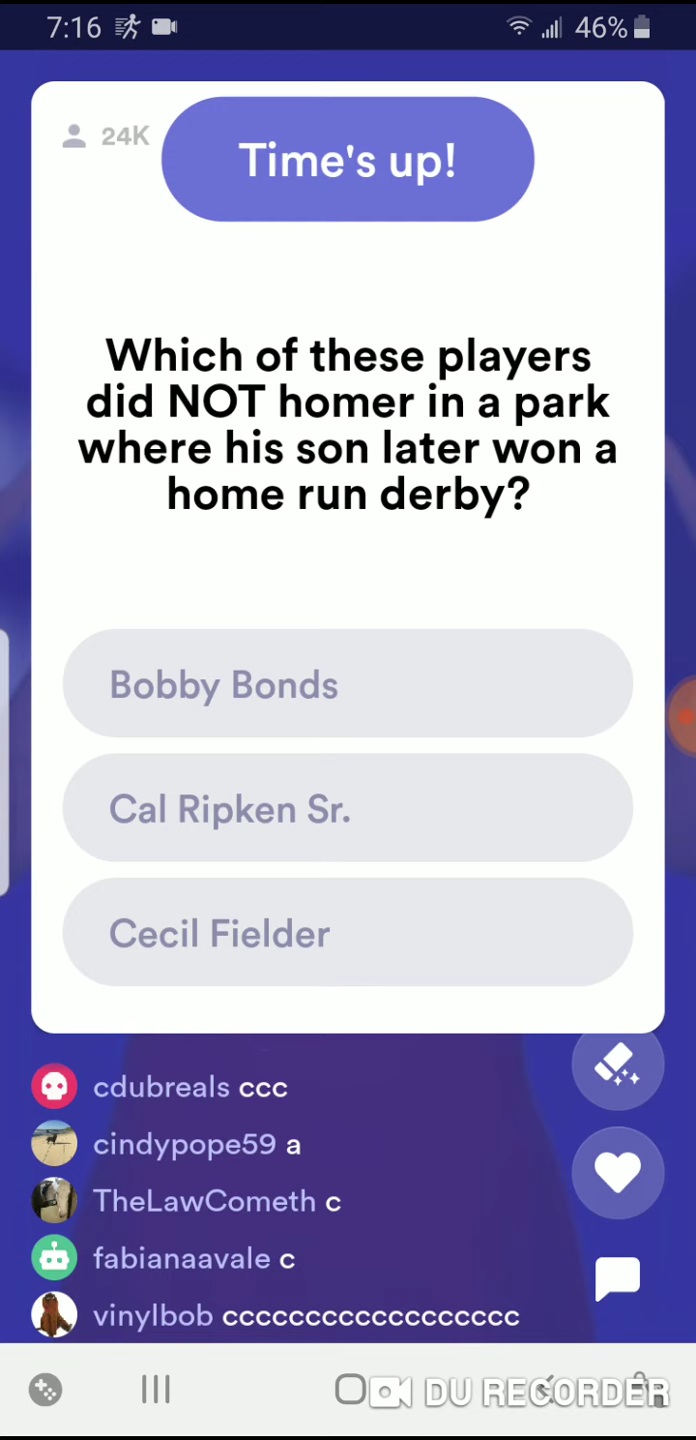 7:16 46%
24K
Time's up!
Which of these players
did NOT homer in a park
where his son later won a
home run derby?
Bobby Bonds
Cal Ripken Sr.
Cecil Fielder
cdubreals ccc
cindypope59 a
TheLawCometh c
fabianaavale c
vinylbob cccccccccccccccccc
DU RECORDER